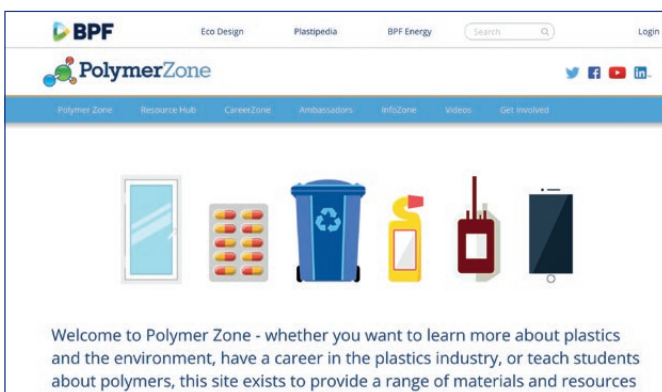 BPF
Eco Design Plastipedia BPF Energy Search Login
PolymerZone
Polymer Zone Resource Hub CareerZone Ambassadors InfoZone Videos Get Involved
Welcome to Polymer Zone - whether you want to learn more about plastics
and the environment, have a career in the plastics industry, or teach students
about polymers, this site exists to provide a range of materials and resources